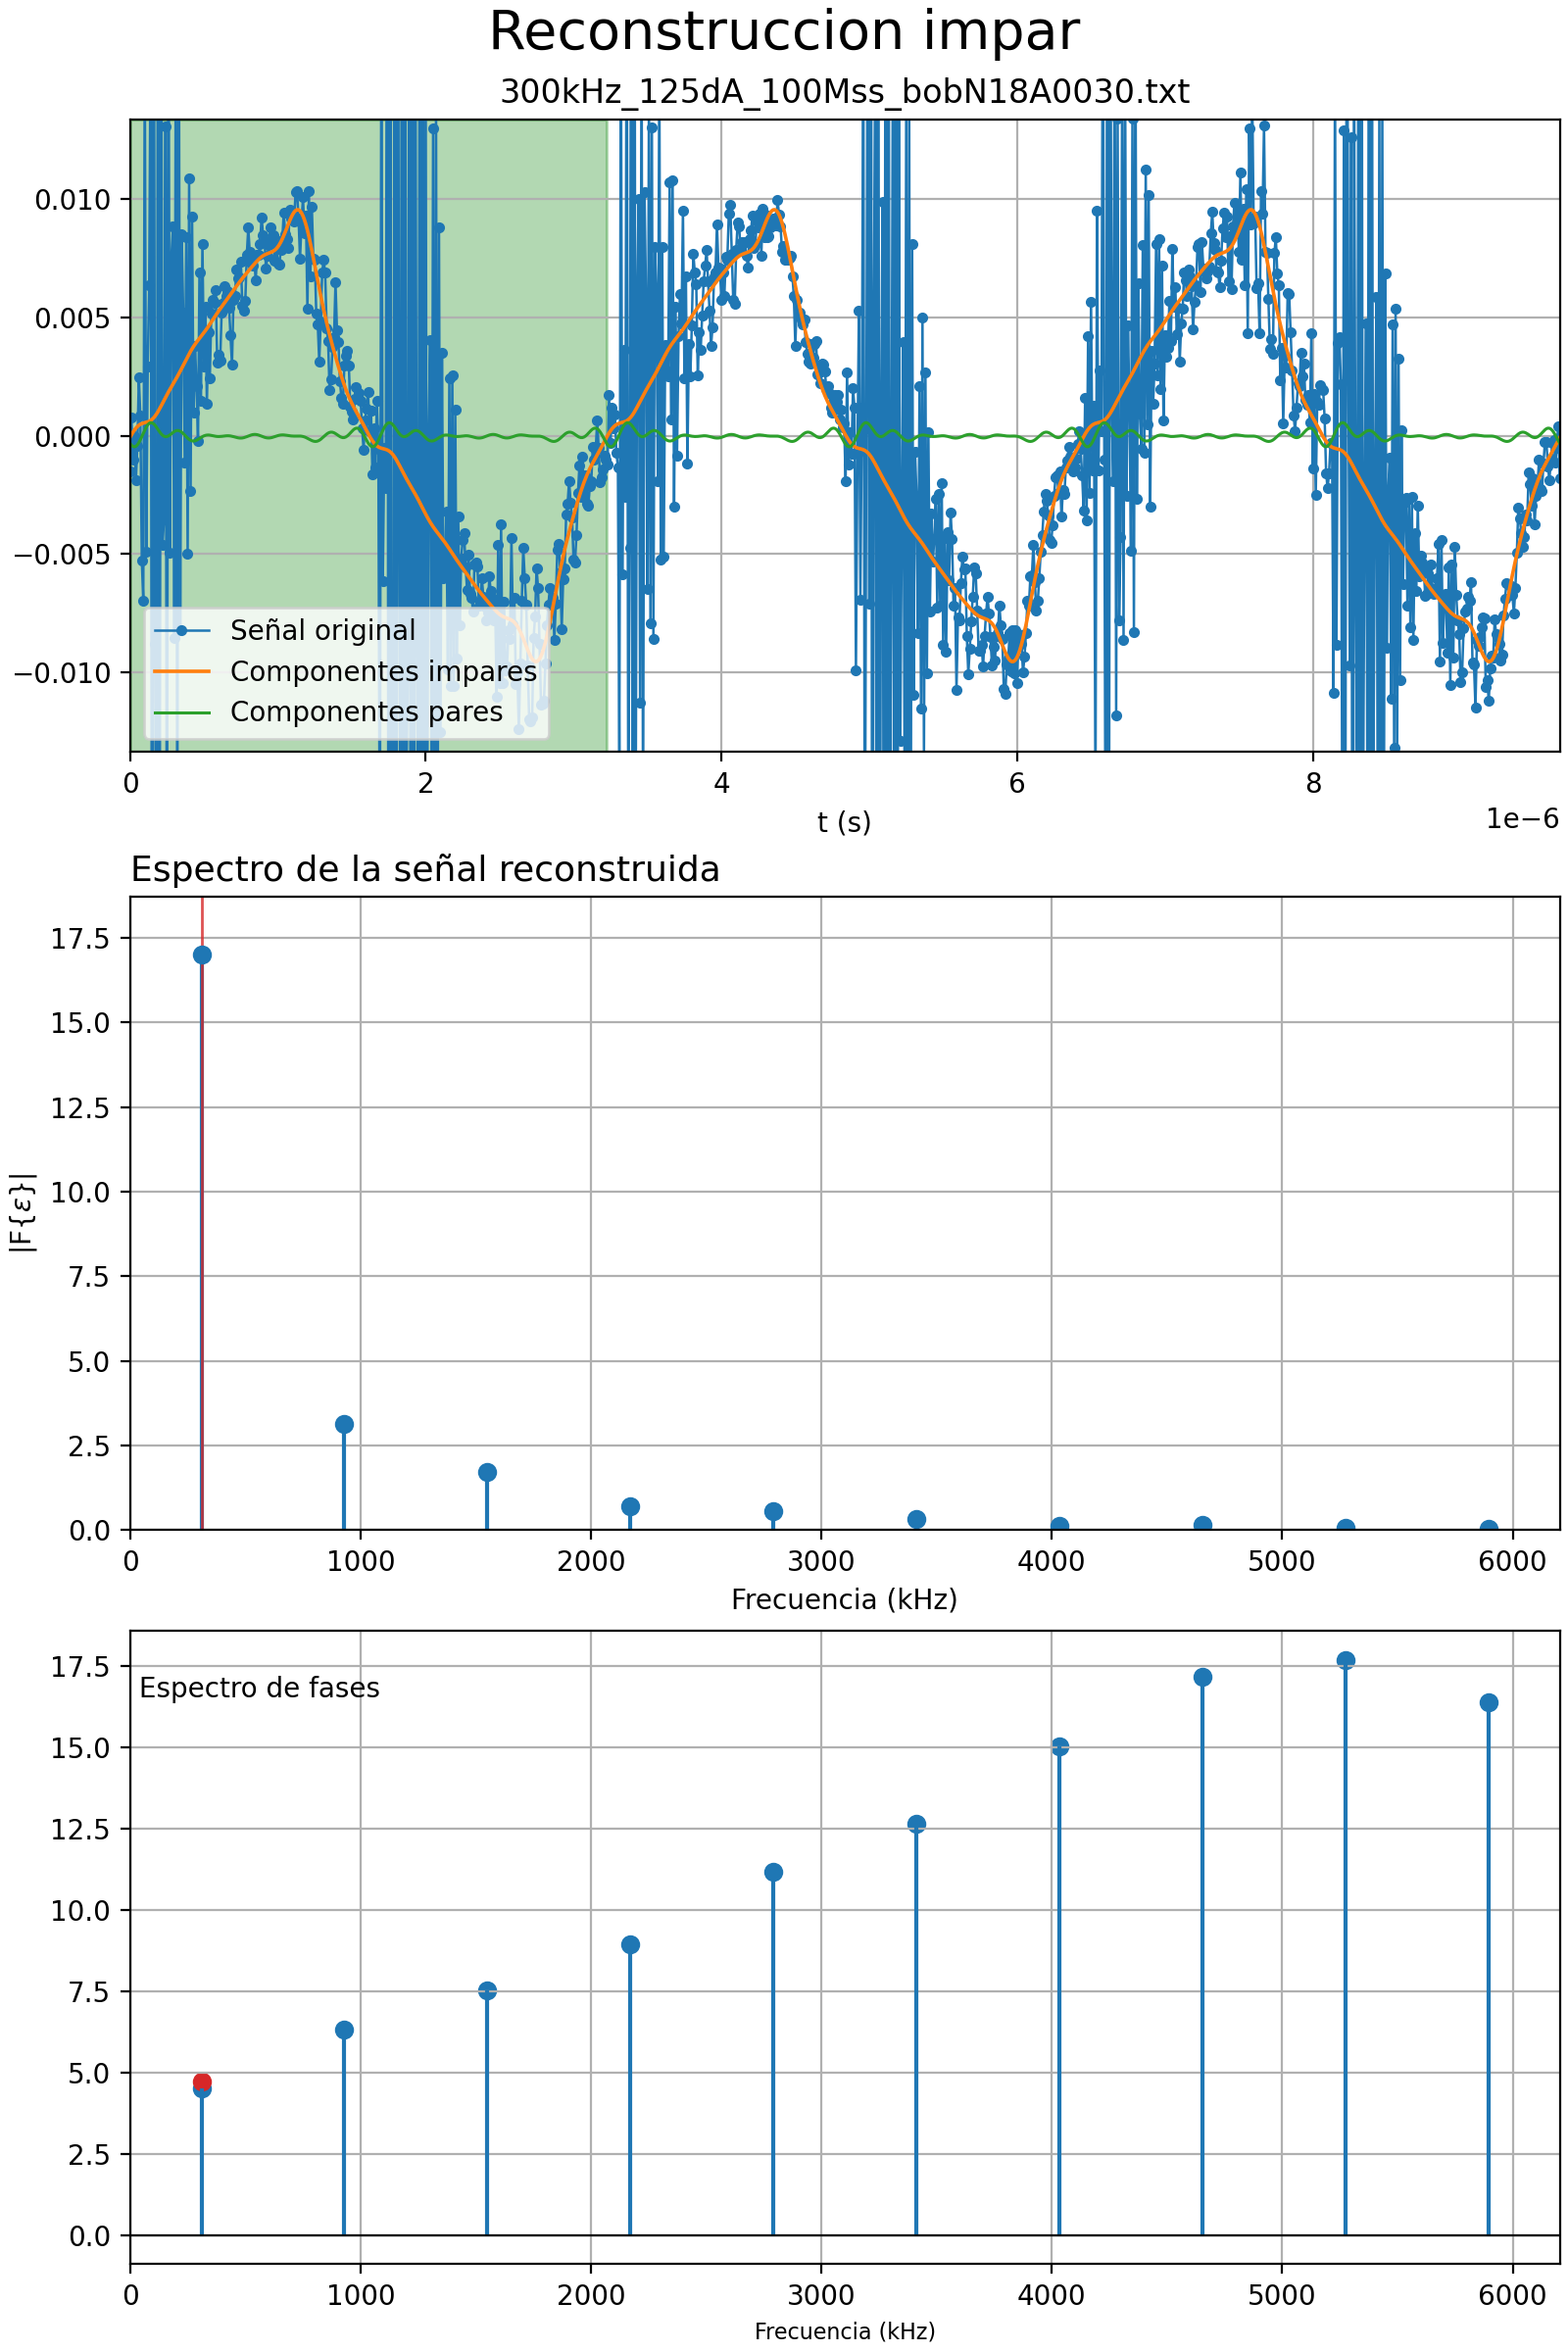 Reconstruccion impar
300kHz_125dA_100Mss_bobN18A0030.txt
0.010
0.005
0.000
−0.005
−0.010
Señal original
Componentes impares
Componentes pares
0 2 4 6 8
t (s)
1e−6
Espectro de la señal reconstruida
17.5
15.0
12.5
10.0
7.5
5.0
2.5
0.0
|F{ε}|
0 1000 2000 3000 4000 5000 6000
Frecuencia (kHz)
17.5
Espectro de fases
15.0
12.5
10.0
7.5
5.0
2.5
0.0
0 1000 2000 3000 4000 5000 6000
Frecuencia (kHz)